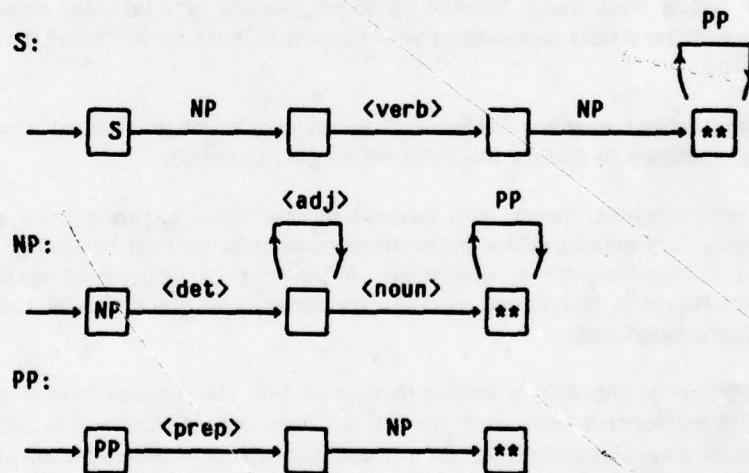 PP
S:
NP <verb> NP
S **
<adj> PP
NP:
<det> <noun>
NP **
PP:
<prep> NP
PP **